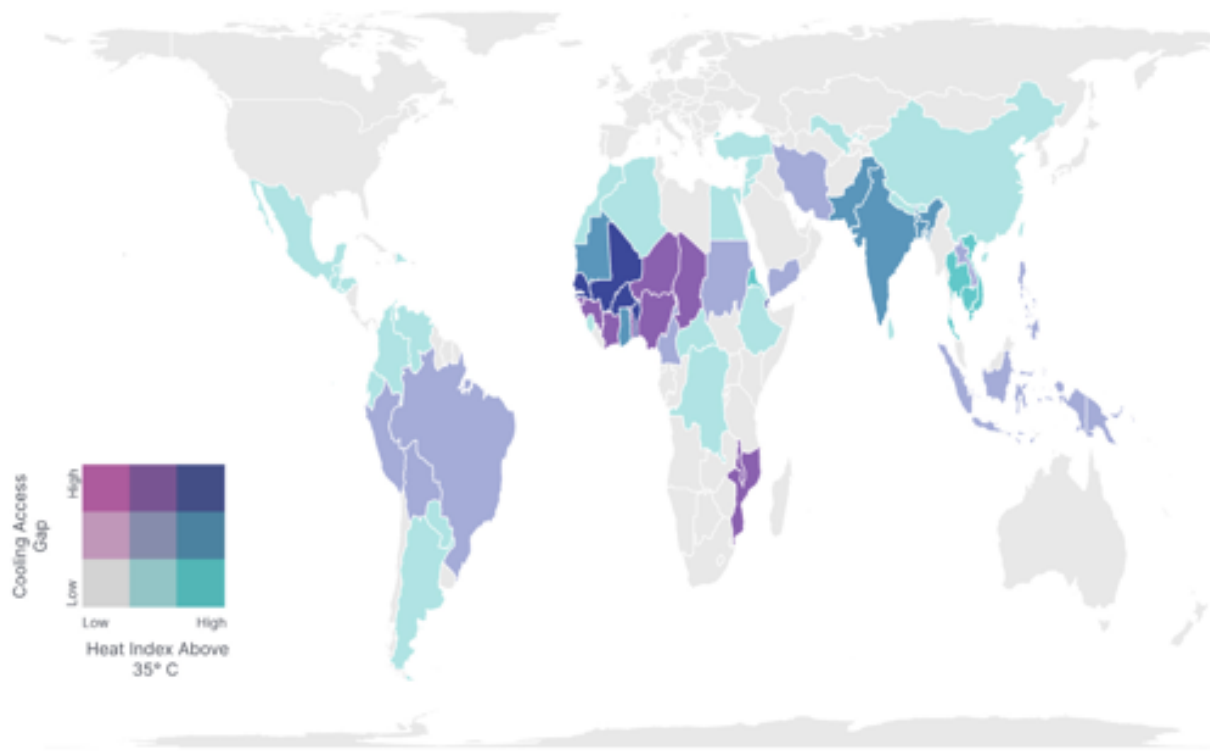 High
Cooling Access
Gap
Low
Low
High
Heat Index Above
35° C